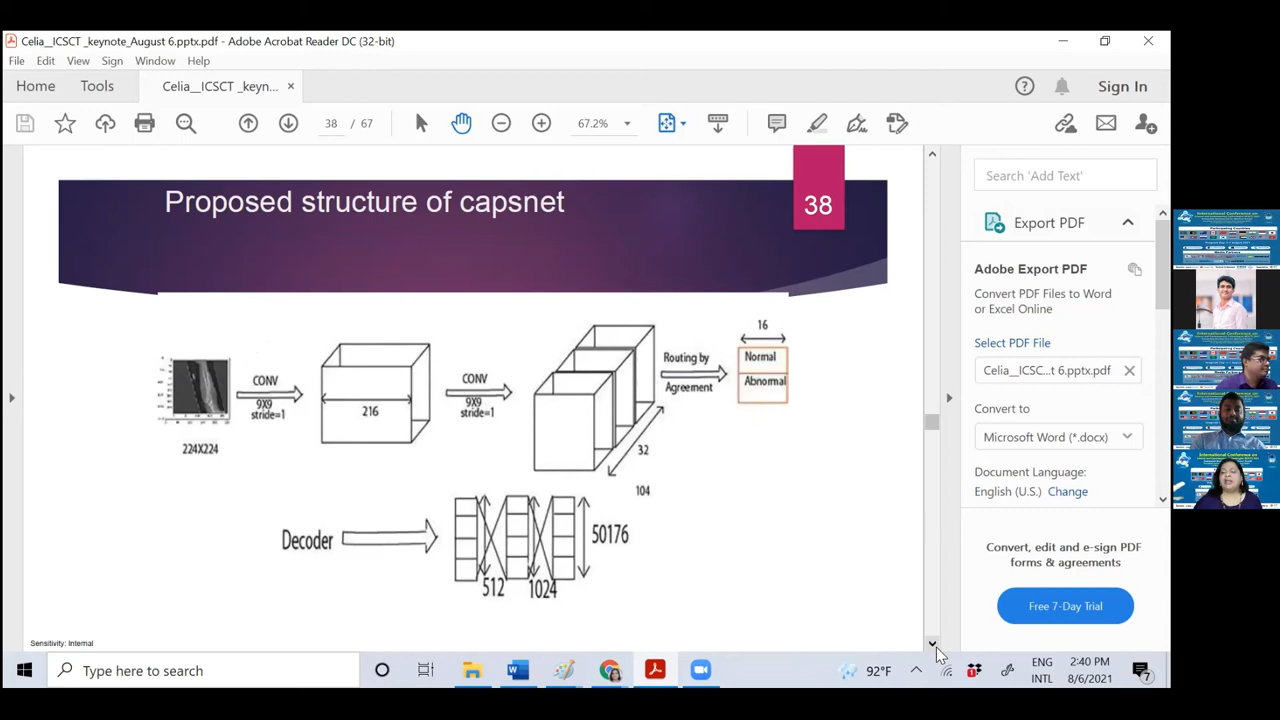 Celia__ICSCT _keynote_August 6.pptx.pdf - Adobe Acrobat Reader DC (32-bit)
File Edit View Sign Window Help
Home Tools Celia__ICSCT _keyn... × Sign In
38 / 67 67.2%
Proposed structure of capsnet
38
224X224
CONV
9X9
stride=1
216
CONV
9X9
stride=1
32
104
Routing by
Agreement
16
Normal
Abnormal
Decoder
512
1024
50176
Sensitivity: Internal
Search 'Add Text'
Export PDF
Adobe Export PDF
Convert PDF Files to Word
or Excel Online
Select PDF File
Celia__ICSC...t 6.pptx.pdf
Convert to
Microsoft Word (*.docx)
Document Language:
English (U.S.) Change
Convert, edit and e-sign PDF
forms & agreements
Free 7-Day Trial
International Conference on
Type here to search
92°F
ENG
INTL
2:40 PM
8/6/2021
7